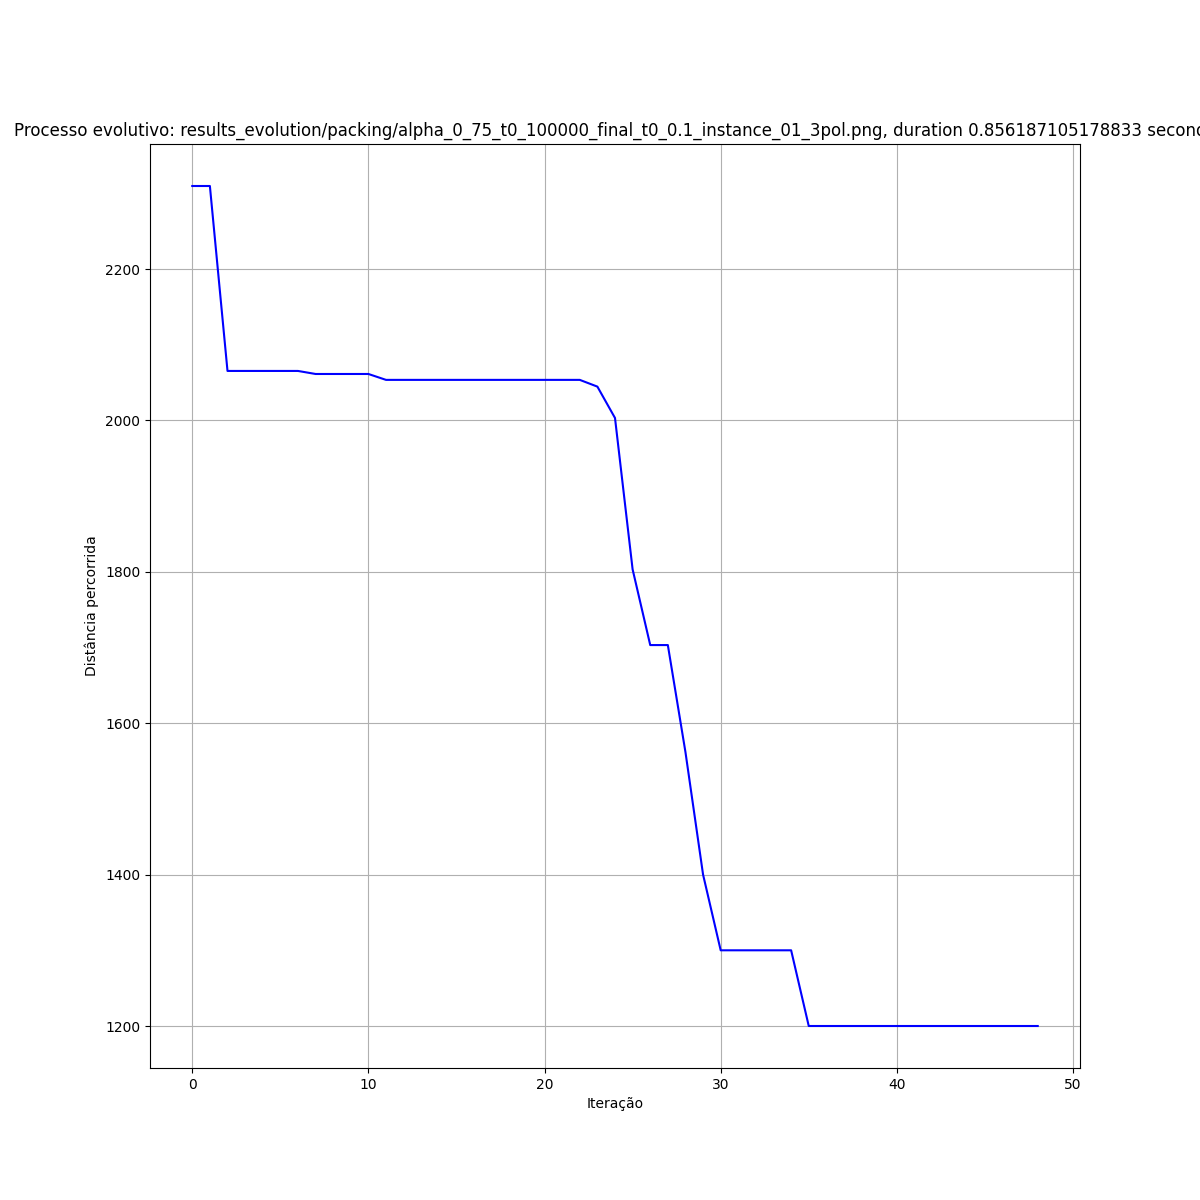 Processo evolutivo: results_evolution/packing/alpha_0_75_t0_100000_final_t0_0.1_instance_01_3pol.png, duration 0.856187105178833
2200
2000
1800
1600
1400
1200
Distância percorrida
0 10 20 30 40 50
Iteração